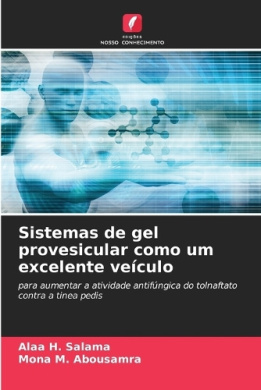 edições
NOSSO CONHECIMENTO
Sistemas de gel
provesicular como um
excelente veículo
para aumentar a atividade antifúngica do tolnaftato
contra a tinea pedis
Alaa H. Salama
Mona M. Abousamra